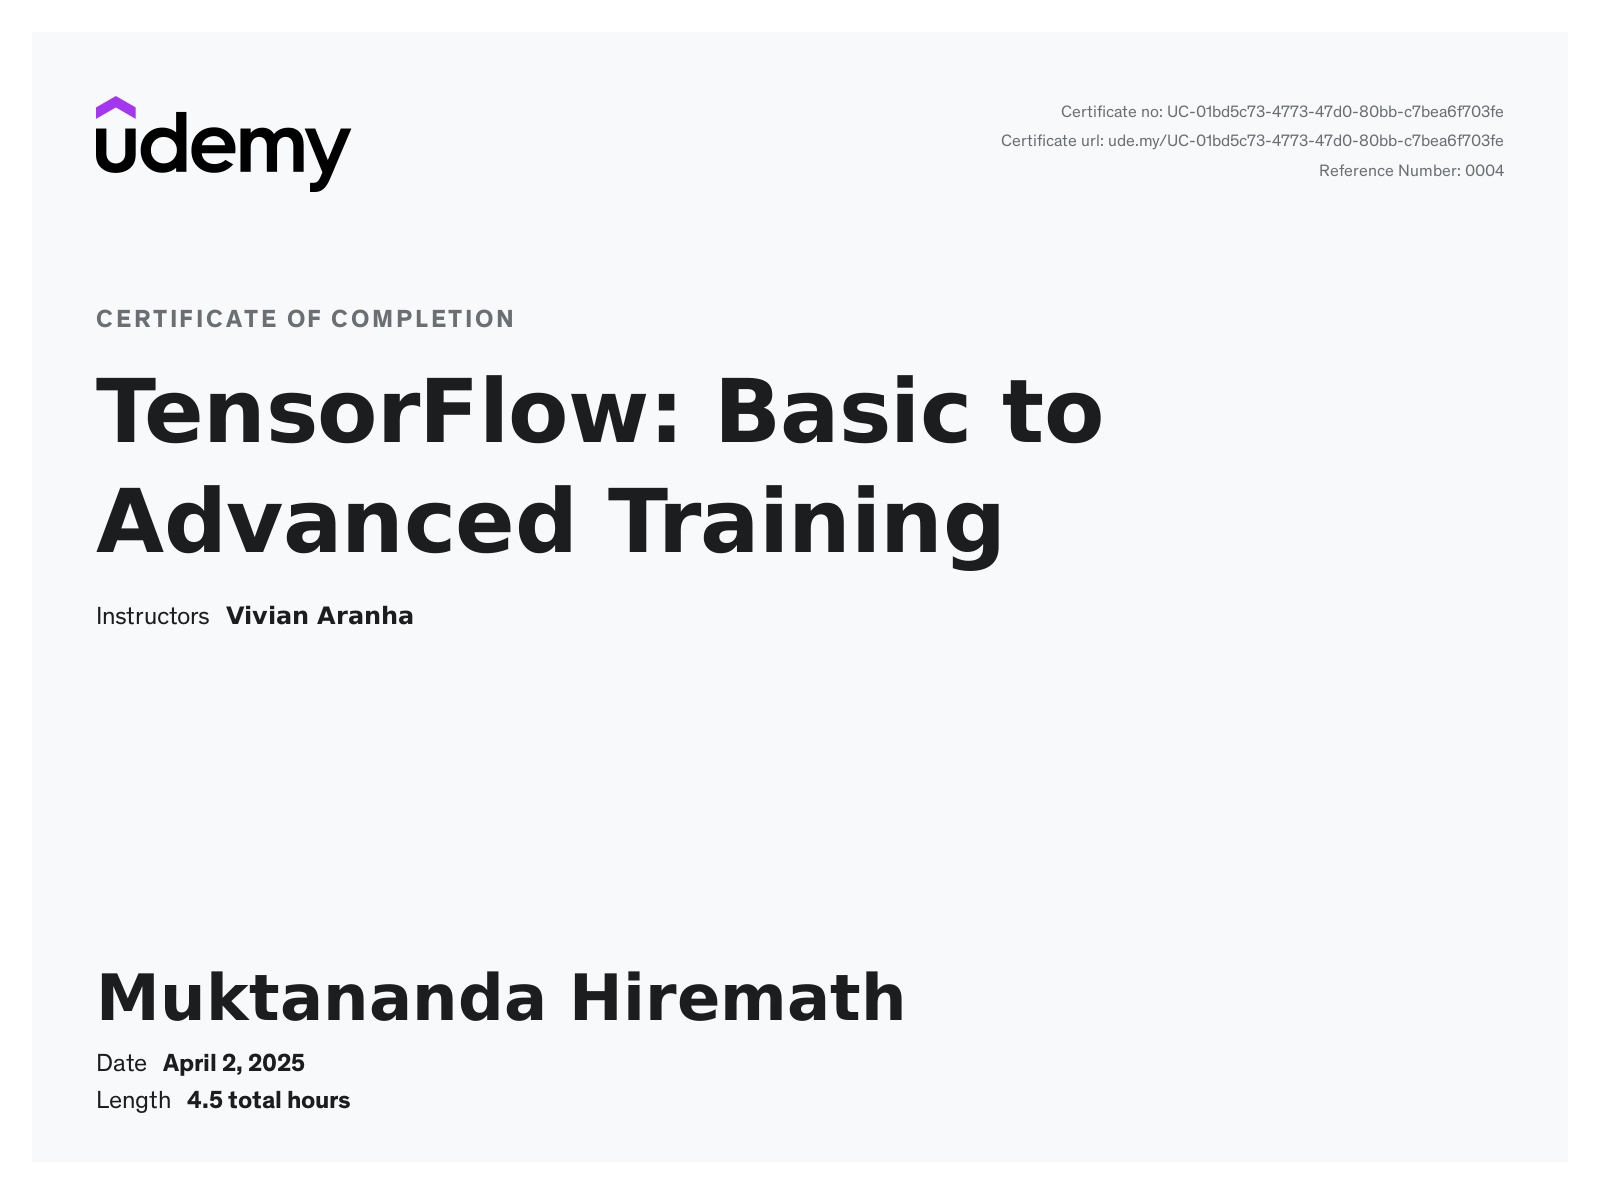 udemy
Certificate no: UC-01bd5c73-4773-47d0-80bb-c7bea6f703fe
Certificate url: ude.my/UC-01bd5c73-4773-47d0-80bb-c7bea6f703fe
Reference Number: 0004
CERTIFICATE OF COMPLETION
TensorFlow: Basic to
Advanced Training
Instructors Vivian Aranha
Muktananda Hiremath
Date April 2, 2025
Length 4.5 total hours